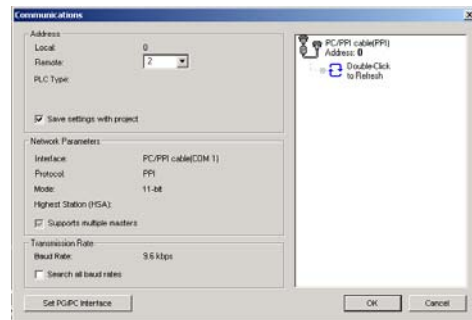 Communications
Address
Local: 0
Remote: 2
PLC Type:
Save settings with project
Network Parameters
Interface: PC/PPI cable(COM 1)
Protocol: PPI
Mode: 11-bit
Highest Station (HSA):
Supports multiple masters
Transmission Rate
Baud Rate: 9.6 kbps
Search all baud rates
Set PG/PC Interface
PC/PPI cable(PPI)
Address: 0
Double-Click
to Refresh
OK
Cancel